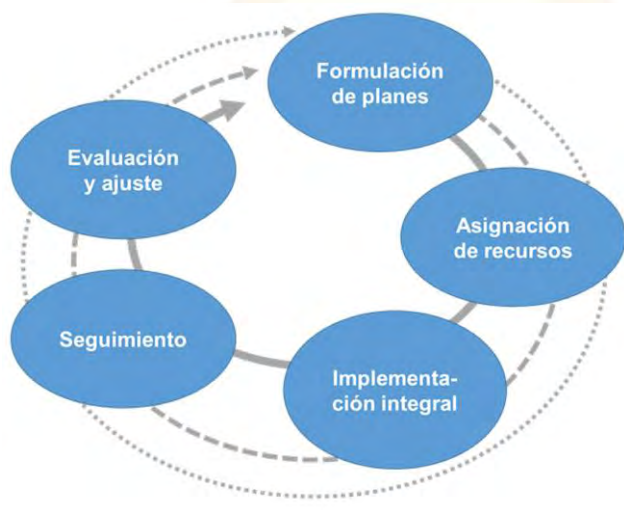 Formulación
de planes
Evaluación
y ajuste
Asignación
de recursos
Seguimiento
Implementa-
ción integral